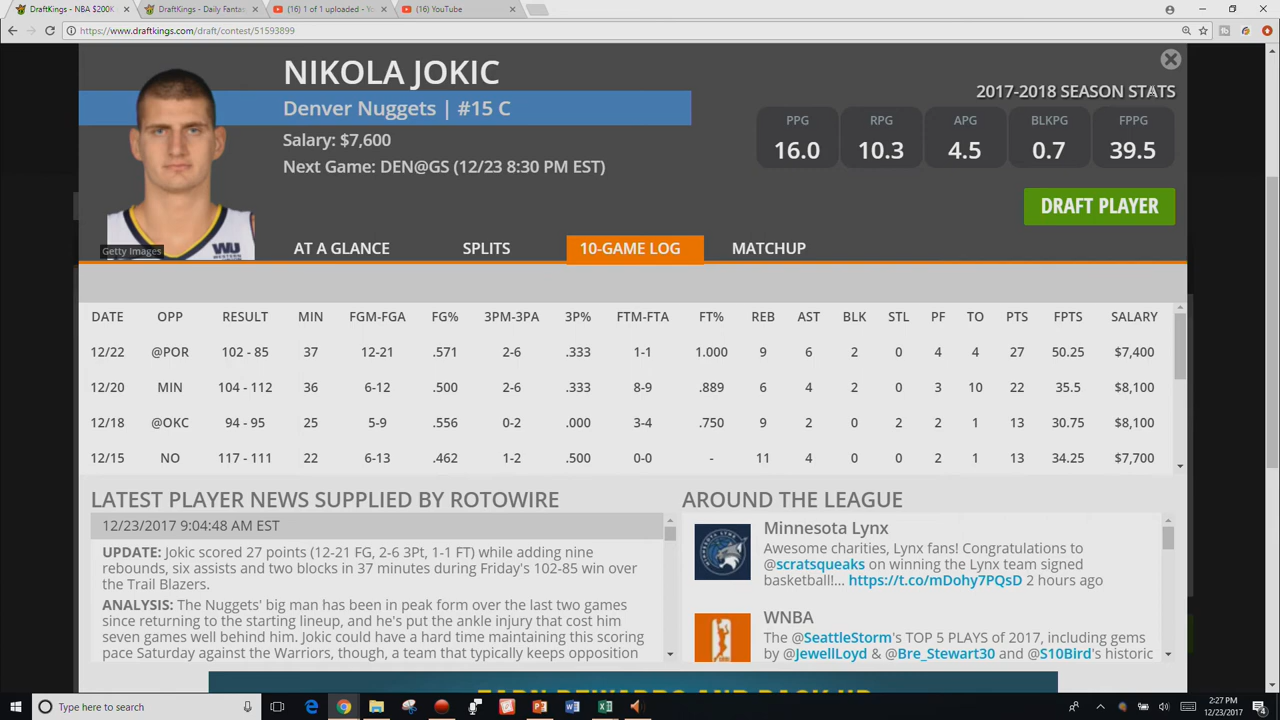 DraftKings - NBA $200K
DraftKings - Daily Fantas
(16) 1 of 1 uploaded - Yo
(16) YouTube
https://www.draftkings.com/draft/contest/51593899
NIKOLA JOKIC
Denver Nuggets | #15 C
Salary: $7,600
Next Game: DEN@GS (12/23 8:30 PM EST)
2017-2018 SEASON STATS
PPG RPG APG BLKPG FPPG
16.0 10.3 4.5 0.7 39.5
DRAFT PLAYER
Getty Images
WU
AT A GLANCE SPLITS 10-GAME LOG MATCHUP
DATE OPP RESULT MIN FGM-FGA FG% 3PM-3PA 3P% FTM-FTA FT% REB AST BLK STL PF TO PTS FPTS SALARY
12/22 @POR 102 - 85 37 12-21 .571 2-6 .333 1-1 1.000 9 6 2 0 4 4 27 50.25 $7,400
12/20 MIN 104 - 112 36 6-12 .500 2-6 .333 8-9 .889 6 4 2 0 3 10 22 35.5 $8,100
12/18 @OKC 94 - 95 25 5-9 .556 0-2 .000 3-4 .750 9 2 0 2 2 1 13 30.75 $8,100
12/15 NO 117 - 111 22 6-13 .462 1-2 .500 0-0 - 11 4 0 0 2 1 13 34.25 $7,700
LATEST PLAYER NEWS SUPPLIED BY ROTOWIRE
12/23/2017 9:04:48 AM EST
UPDATE: Jokic scored 27 points (12-21 FG, 2-6 3Pt, 1-1 FT) while adding nine
rebounds, six assists and two blocks in 37 minutes during Friday's 102-85 win over
the Trail Blazers.
ANALYSIS: The Nuggets' big man has been in peak form over the last two games
since returning to the starting lineup, and he's put the ankle injury that cost him
seven games well behind him. Jokic could have a hard time maintaining this scoring
pace Saturday against the Warriors, though, a team that typically keeps opposition
AROUND THE LEAGUE
Minnesota Lynx
Awesome charities, Lynx fans! Congratulations to
@scratsqueaks on winning the Lynx team signed
basketball!... https://t.co/mDohy7PQsD 2 hours ago
WNBA
The @SeattleStorm's TOP 5 PLAYS of 2017, including gems
by @JewellLoyd & @Bre_Stewart30 and @S10Bird's historic
EARN REWARDS AND RACK UP
Type here to search
2:27 PM
12/23/2017